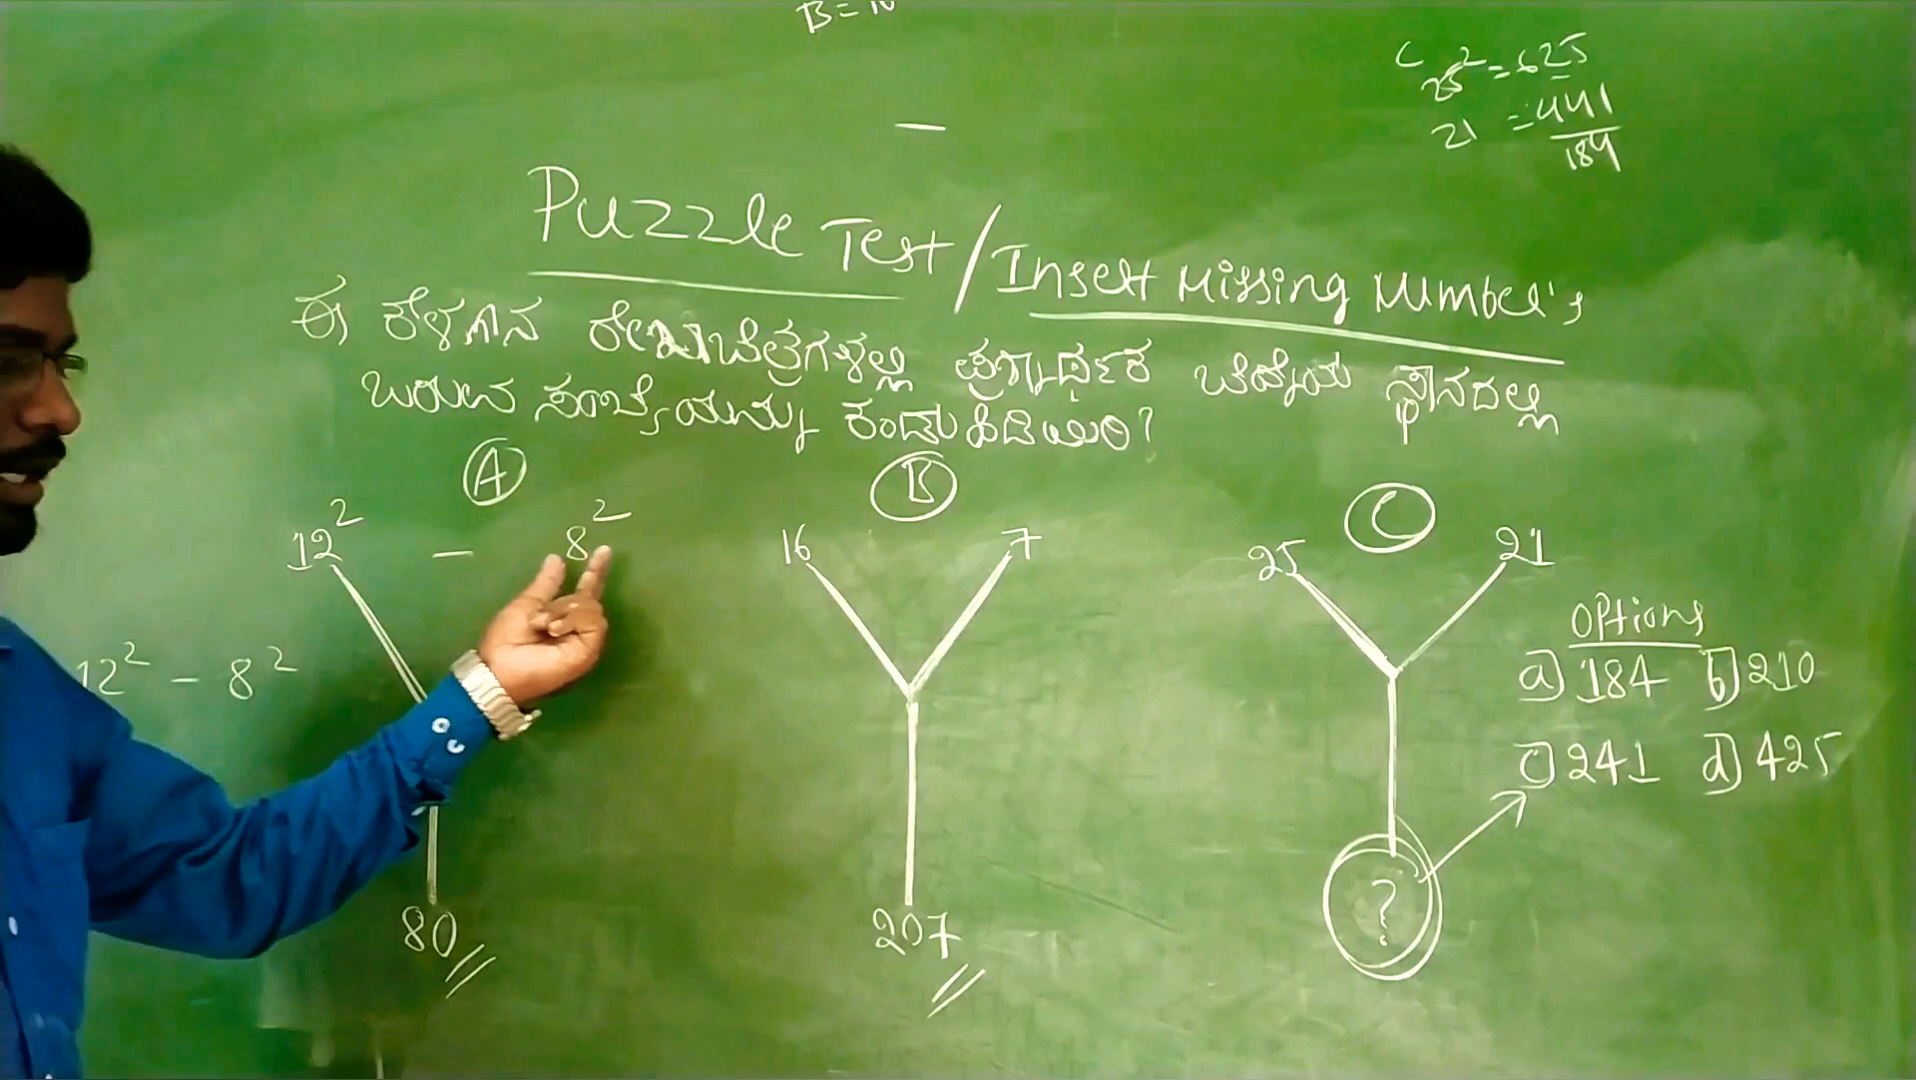 B = 1
C
25² = 625
21 = 441
184
Puzzle Test / Insert Missing Number's
ಈ ಕೆಳಗಿನ ರೇಖಾಚಿತ್ರಗಳಲ್ಲಿ ಪ್ರಶ್ನಾರ್ಥಕ ಚಿಹ್ನೆಯ ಸ್ಥಾನದಲ್ಲಿ
ಬರುವ ಸಂಖ್ಯೆಯನ್ನು ಕಂಡುಹಿಡಿಯಿರಿ?
A B C
12² - 8² 16 7 25 21
Options
12² - 8² a) 184 b) 210
c) 241 d) 425
80 207 ?